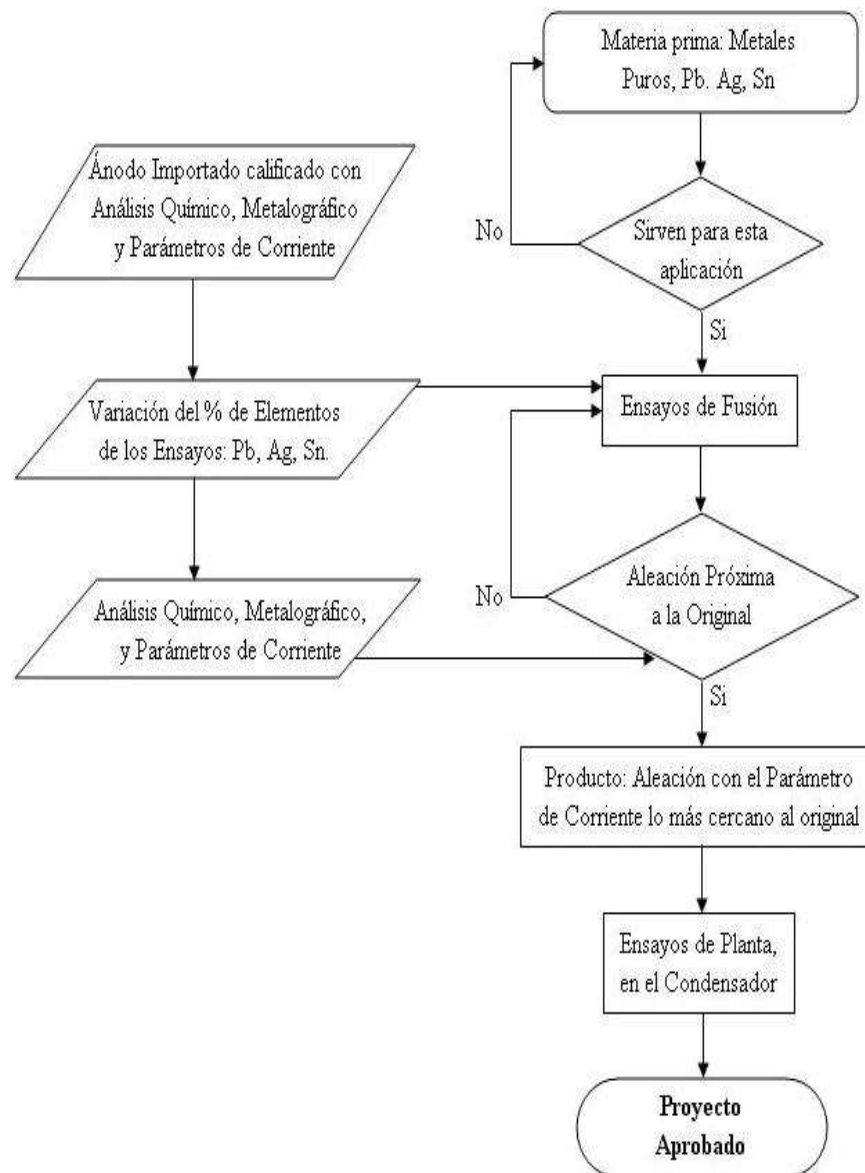 Materia prima: Metales
Puros, Pb. Ag, Sn
Ánodo Importado calificado con
Análisis Químico, Metalográfico
y Parámetros de Corriente
No
Sirven para esta
aplicación
Si
Variación del % de Elementos
de los Ensayos: Pb, Ag, Sn.
Ensayos de Fusión
Análisis Químico, Metalográfico,
y Parámetros de Corriente
No
Aleación Próxima
a la Original
Si
Producto: Aleación con el Parámetro
de Corriente lo más cercano al original
Ensayos de Planta,
en el Condensador
Proyecto
Aprobado